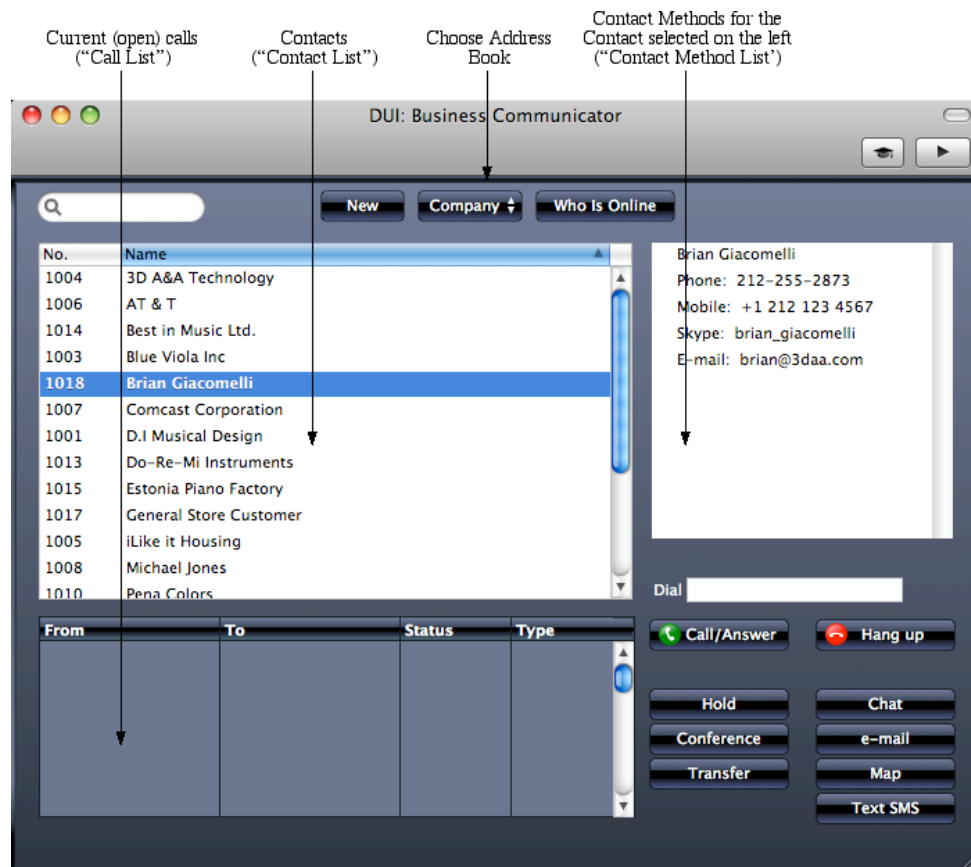 Current (open) calls
(“Call List”)
Contacts
(“Contact List”)
Choose Address
Book
Contact Methods for the
Contact selected on the left
(“Contact Method List’)
DUI: Business Communicator
New
Company
Who Is Online
No. Name
1004 3D A&A Technology
1006 AT & T
1014 Best in Music Ltd.
1003 Blue Viola Inc
1018 Brian Giacomelli
1007 Comcast Corporation
1001 D.I Musical Design
1013 Do-Re-Mi Instruments
1015 Estonia Piano Factory
1017 General Store Customer
1005 iLike it Housing
1008 Michael Jones
1010 Pena Colors
Brian Giacomelli
Phone: 212-255-2873
Mobile: +1 212 123 4567
Skype: brian_giacomelli
E-mail: brian@3daa.com
Dial
From To Status Type
Call/Answer
Hang up
Hold
Chat
Conference
e-mail
Transfer
Map
Text SMS